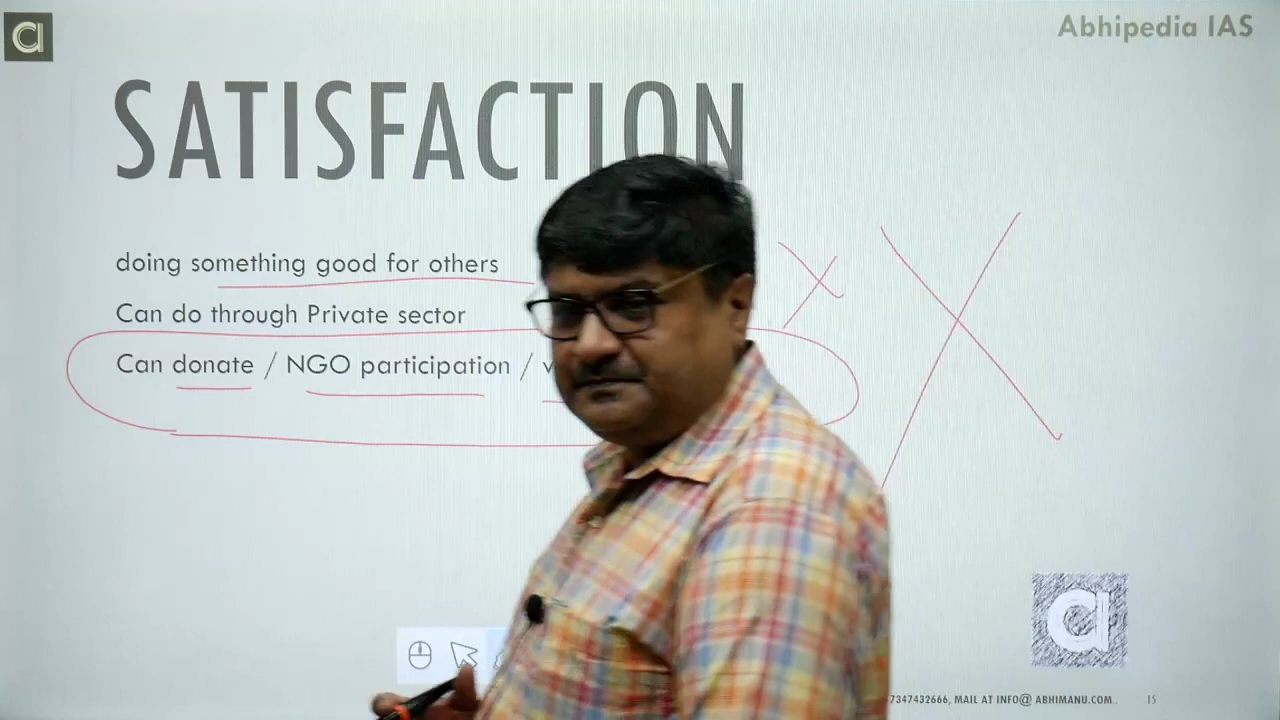 Abhipedia IAS
SATISFACTION
doing something good for others
Can do through Private sector
Can donate / NGO participation /
7347432666, MAIL AT INFO@ ABHIMANU.COM 15